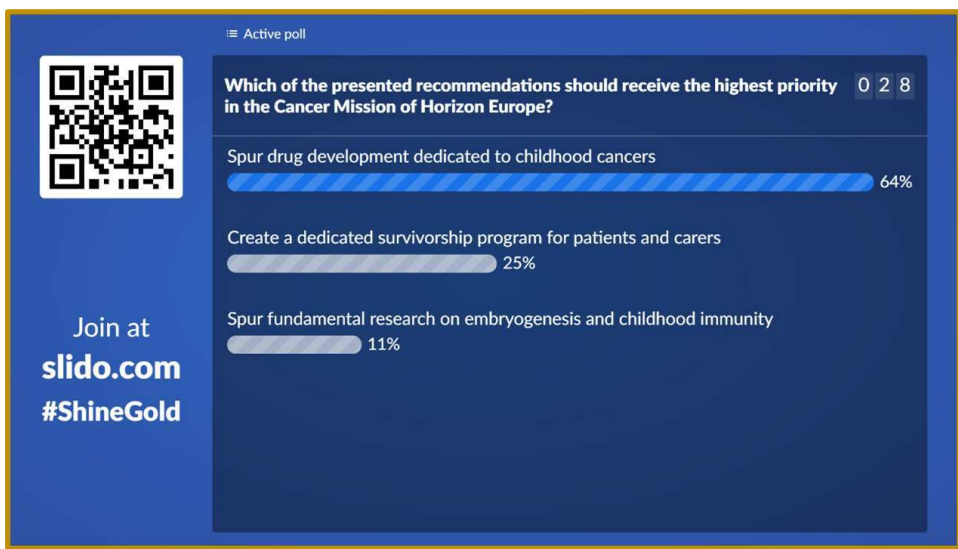 Active poll
Which of the presented recommendations should receive the highest priority
in the Cancer Mission of Horizon Europe?
0 2 8
Spur drug development dedicated to childhood cancers
64%
Create a dedicated survivorship program for patients and carers
25%
Spur fundamental research on embryogenesis and childhood immunity
11%
Join at
slido.com
#ShineGold